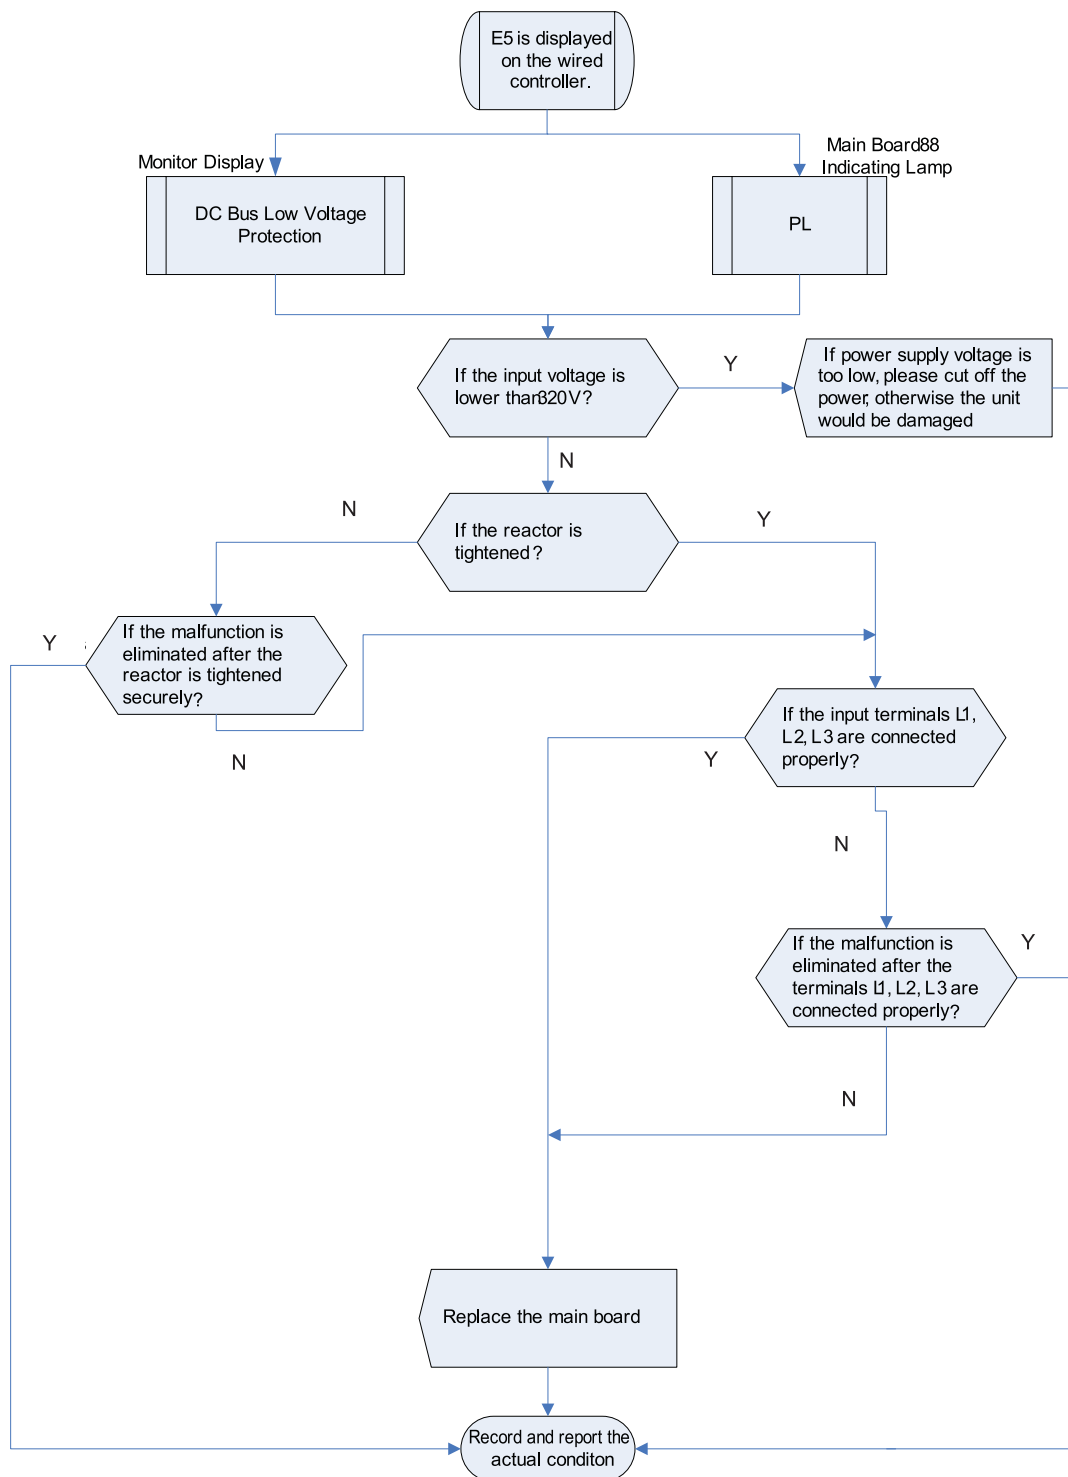 E5 is displayed
on the wired
controller.
Monitor Display
Main Board88
Indicating Lamp
DC Bus Low Voltage
Protection
PL
If the input voltage is
lower than320V?
Y
If power supply voltage is
too low, please cut off the
power, otherwise the unit
would be damaged
N
N
If the reactor is
tightened?
Y
Y
If the malfunction is
eliminated after the
reactor is tightened
securely?
N
If the input terminals L1,
L2, L3 are connected
properly?
Y
N
If the malfunction is
eliminated after the
terminals L1, L2, L3 are
connected properly?
Y
N
Replace the main board
Record and report the
actual conditon